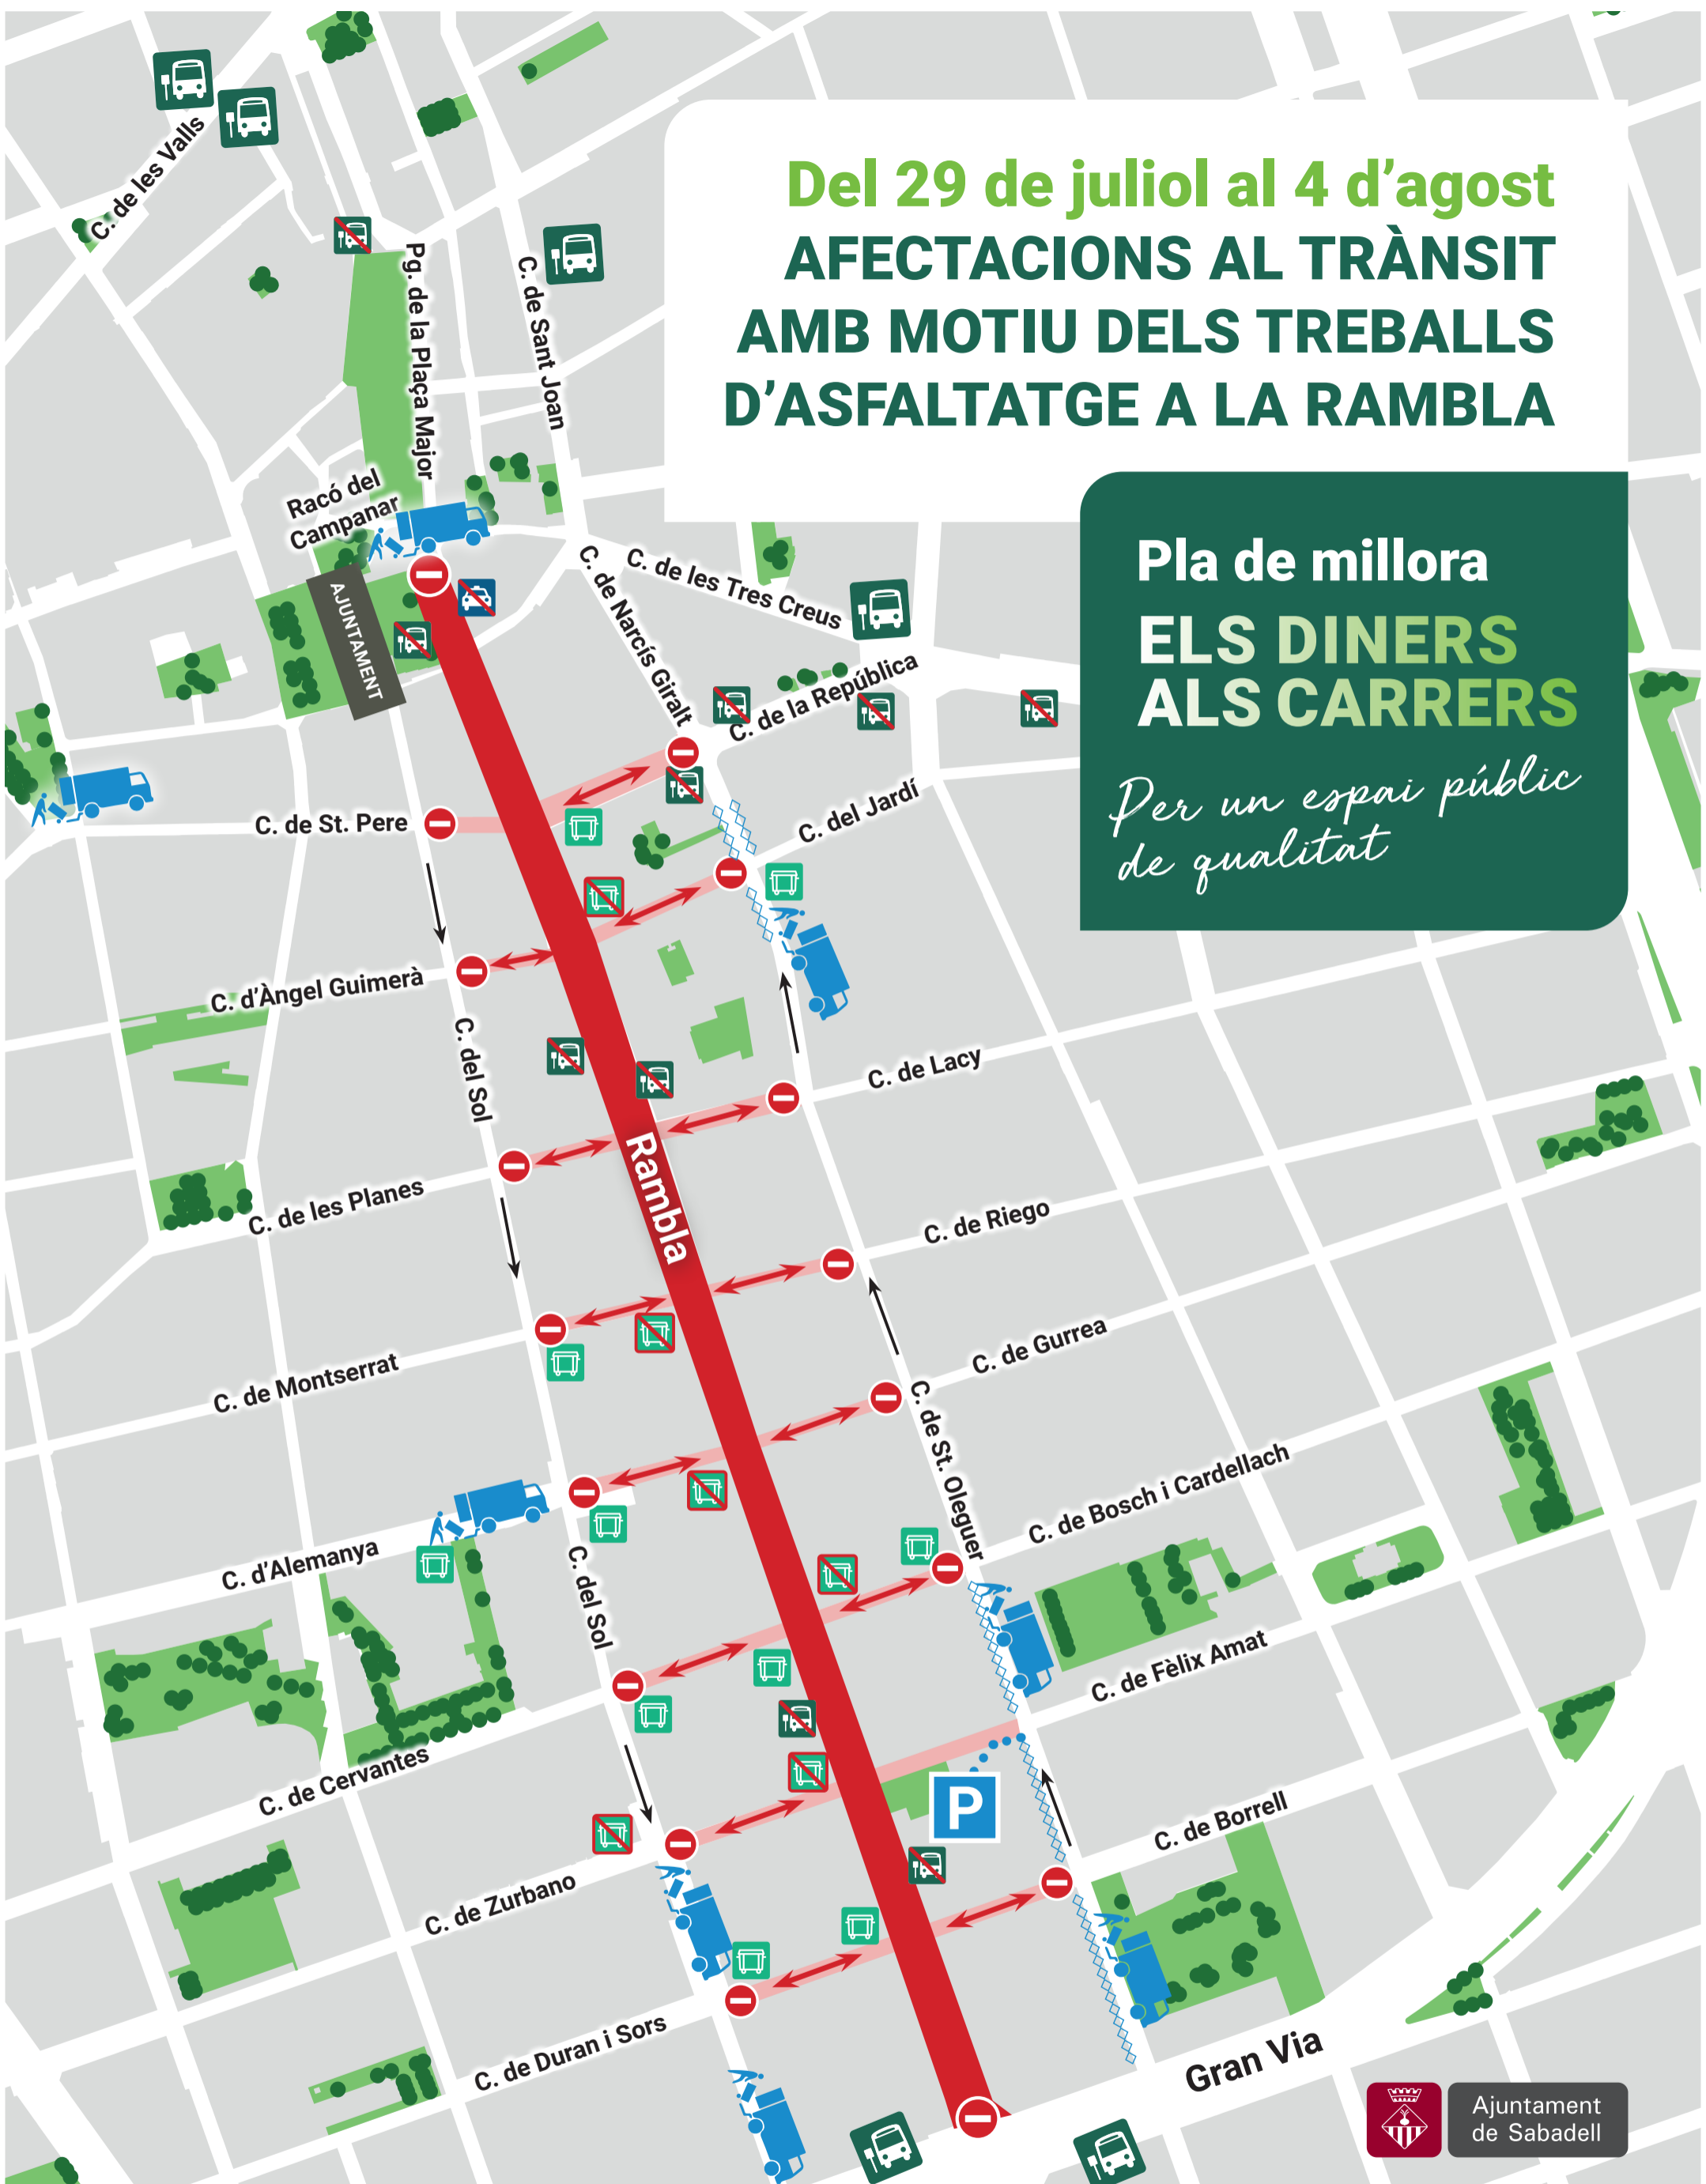 Del 29 de juliol al 4 d’agost
AFECTACIONS AL TRÀNSIT
AMB MOTIU DELS TREBALLS
D’ASFALTATGE A LA RAMBLA
Pla de millora
ELS DINERS
ALS CARRERS
Per un espai públic
de qualitat
C. de les Valls
Pg. de la Plaça Major
C. de Sant Joan
Racó del
Campanar
AJUNTAMENT
C. de Narcís Giralt
C. de les Tres Creus
C. de la República
C. de St. Pere
C. del Jardí
C. d’Àngel Guimerà
C. del Sol
C. de Lacy
Rambla
C. de les Planes
C. de Riego
C. de Montserrat
C. de Gurrea
C. de St. Oleguer
C. de Bosch i Cardellach
C. d’Alemanya
C. del Sol
C. de Fèlix Amat
C. de Cervantes
P
C. de Borrell
C. de Zurbano
C. de Duran i Sors
Gran Via
Ajuntament
de Sabadell